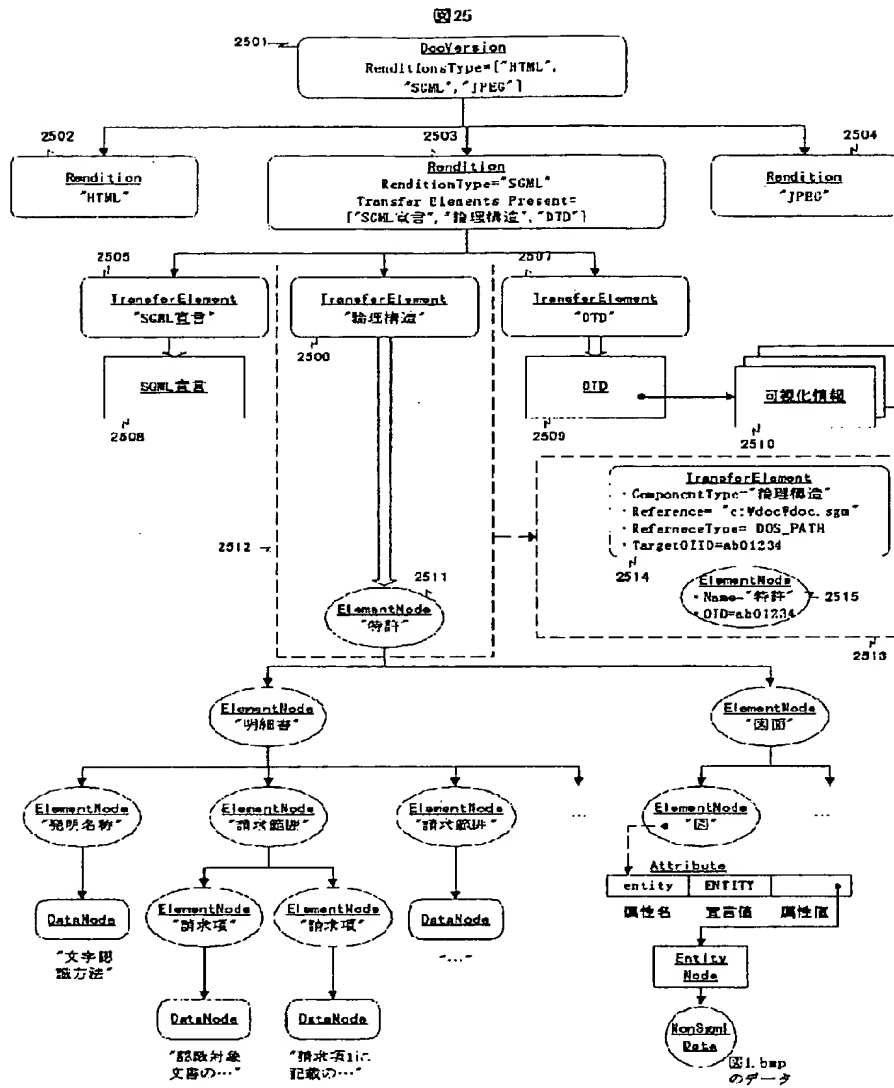 図25
2501
DocVersion
RenditionsType=["HTML",
"SGML","JPEG"]
2502
2503
2504
Rendition
"HTML"
Rendition
RenditionType="SGML"
Transfer Elements Present=
["SGML宣言","論理構造","DTD"]
Rendition
"JPEG"
2505
2507
TransferElement
"SGML宣言"
TransferElement
"論理構造"
TransferElement
"DTD"
SGML宣言
DTD
可視化情報
2508
2509
2510
TransferElement
・ComponentType="論理構造"
・Reference= "c:¥doc¥doc.sgm"
・RefernaceType= DOS_PATH
・TargetOIID=ab01234
2512
2514
2511
ElementNode
"特許"
ElementNode
・Name="特許"
・OID=ab01234
2515
2513
ElementNode
"明細書"
ElementNode
"図面"
ElementNode
"発明名称"
ElementNode
"請求範囲"
ElementNode
"請求範囲"
…
ElementNode
"図"
…
Attribute
entity
ENTITY
属性名
宣言値
属性値
DataNode
ElementNode
"請求項"
ElementNode
"請求項"
DataNode
"文字認
識方法"
"…"
Entity
Node
DataNode
DataNode
NonSgml
Data
"認識対象
文書の…"
"請求項1に
記載の…"
図1.bmp
のデータ